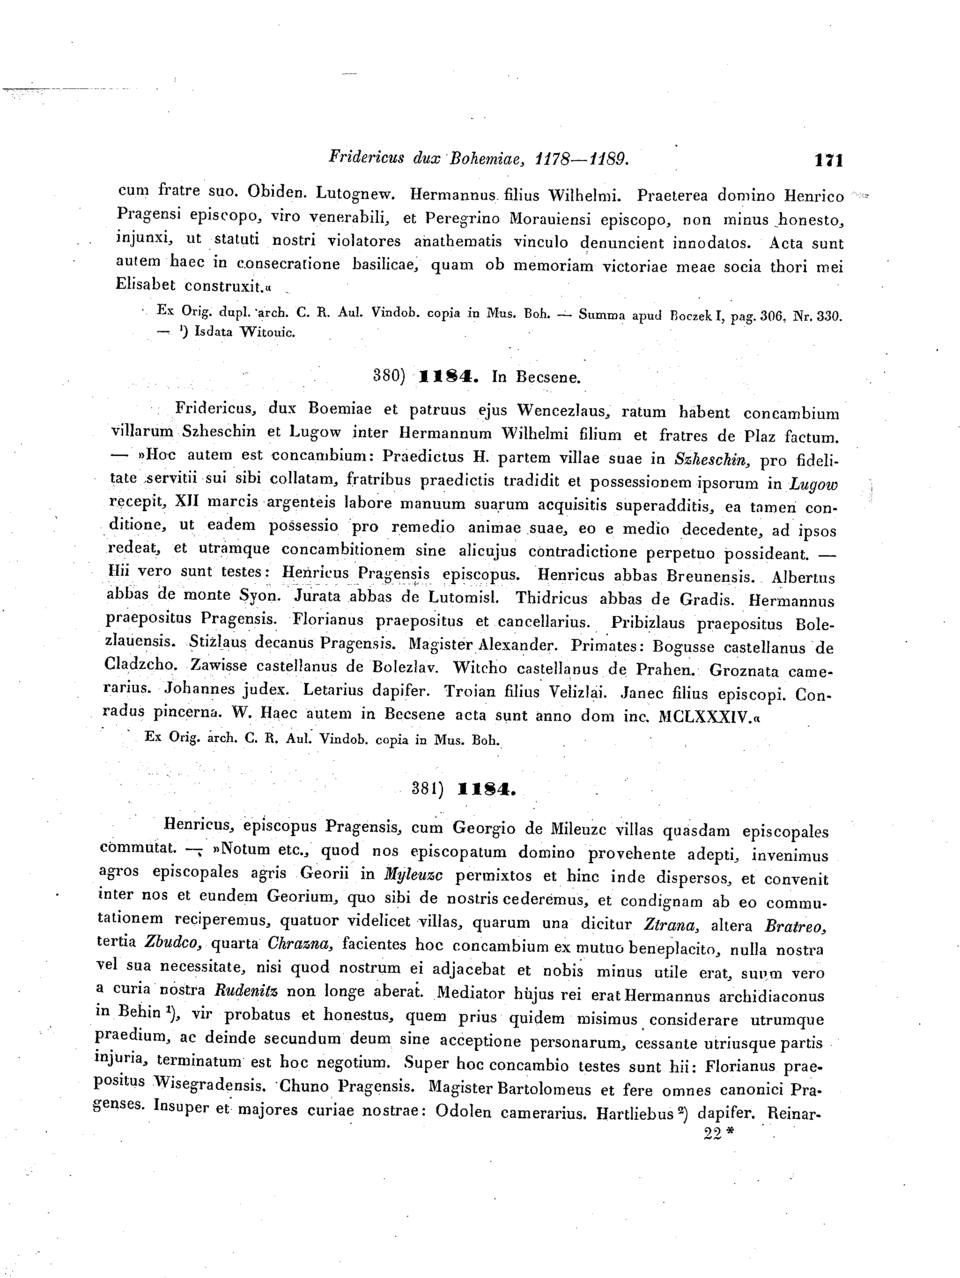 Fridericus dux Bohemiae, 1178—1189. 171
cum fratre suo. Obiden. Lutognew. Hermannus filius Wilhelmi. Praeterea domino Henrico
Pragensi episcopo, viro venerabili, et Peregrino Morauiensi episcopo, non minus honesto,
injunxi, ut statuti nostri violatores anathematis vinculo denuncient innodatos. Acta sunt
autem haec in consecratione basilicae, quam ob memoriam victoriae meae socia thori mei
Elisabet construxit.«
Ex Orig. dupl. arch. C. R. Aul. Vindob. copia in Mus. Boh. — Summa apud Boczek I, pag. 306, Nr. 330.
— ¹) Isdata Witouic.
380) 1184. In Becsene.
Fridericus, dux Boemiae et patruus ejus Wencezlaus, ratum habent concambium
villarum Szheschin et Lugow inter Hermannum Wilhelmi filium et fratres de Plaz factum.
— »Hoc autem est concambium: Praedictus H. partem villae suae in Szheschin, pro fideli-
tate servitii sui sibi collatam, fratribus praedictis tradidit et possessionem ipsorum in Lugow
recepit, XII marcis argenteis labore manuum suarum acquisitis superadditis, ea tamen con-
ditione, ut eadem possessio pro remedio animae suae, eo e medio decedente, ad ipsos
redeat, et utramque concambitionem sine alicujus contradictione perpetuo possideant. —
Hii vero sunt testes: Henricus Pragensis episcopus. Henricus abbas Breunensis. Albertus
abbas de monte Syon. Jurata abbas de Lutomisl. Thidricus abbas de Gradis. Hermannus
praepositus Pragensis. Florianus praepositus et cancellarius. Pribizlaus praepositus Bole-
zlauensis. Stizlaus decanus Pragensis. Magister Alexander. Primates: Bogusse castellanus de
Cladzcho. Zawisse castellanus de Bolezlav. Witcho castellanus de Prahen. Groznata came-
rarius. Johannes judex. Letarius dapifer. Troian filius Velizlai. Janec filius episcopi. Con-
radus pincerna. W. Haec autem in Becsene acta sunt anno dom inc. MCLXXXIV.«
Ex Orig. arch. C. R. Aul. Vindob. copia in Mus. Boh.
381) 1184.
Henricus, episcopus Pragensis, cum Georgio de Mileuzc villas quasdam episcopales
commutat. — »Notum etc., quod nos episcopatum domino provehente adepti, invenimus
agros episcopales agris Georii in Myleuzc permixtos et hinc inde dispersos, et convenit
inter nos et eundem Georium, quo sibi de nostris cederemus, et condignam ab eo commu-
tationem reciperemus, quatuor videlicet villas, quarum una dicitur Ztrana, altera Bratreo,
tertia Zbudco, quarta Chrazna, facientes hoc concambium ex mutuo beneplacito, nulla nostra
vel sua necessitate, nisi quod nostrum ei adjacebat et nobis minus utile erat, suum vero
a curia nostra Rudenitz non longe aberat. Mediator hujus rei erat Hermannus archidiaconus
in Behin ¹), vir probatus et honestus, quem prius quidem misimus considerare utrumque
praedium, ac deinde secundum deum sine acceptione personarum, cessante utriusque partis
injuria, terminatum est hoc negotium. Super hoc concambio testes sunt hii: Florianus prae-
positus Wisegradensis. Chuno Pragensis. Magister Bartolomeus et fere omnes canonici Pra-
genses. Insuper et majores curiae nostrae: Odolen camerarius. Hartliebus ²) dapifer. Reinar-
22 *